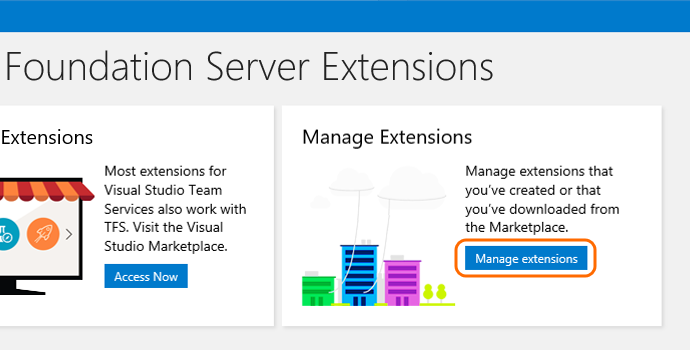 Foundation Server Extensions
Extensions
Most extensions for
Visual Studio Team
Services also work with
TFS. Visit the Visual
Studio Marketplace.
Access Now
Manage Extensions
Manage extensions that
you've created or that
you've downloaded from
the Marketplace.
Manage extensions